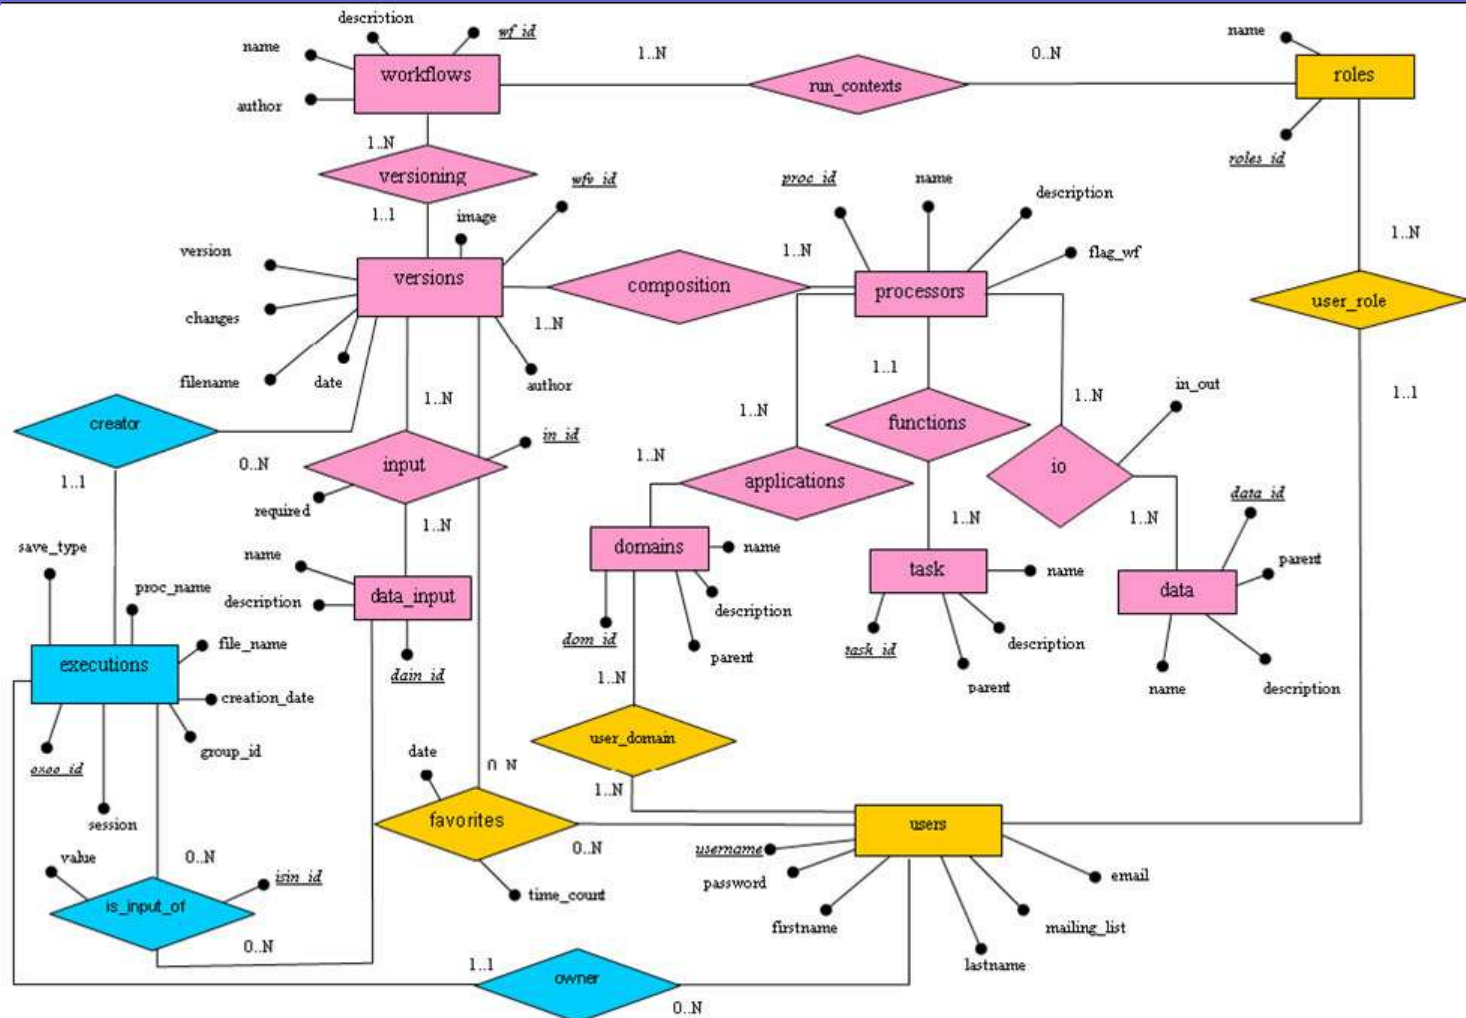 description
wf_id
name
1..N
0..N
name
workflows
roles
run_contexts
author
1..N
roles_id
versioning
wfv_id
proc_id
name
description
1..1
image
version
1..N
1..N
flag_wf
versions
composition
processors
user_role
changes
1..N
filename
date
author
1..1
in_out
1..1
1..N
1..N
1..N
creator
functions
in_id
0..N
input
1..N
io
1..1
applications
required
data_id
1..N
1..N
1..N
save_type
name
domains
name
parent
proc_name
task
name
description
data_input
data
description
file_name
dom_id
description
executions
task_id
parent
dain_id
1..N
parent
name
description
creation_date
group_id
date
user_domain
exec_id
0..N
1..N
session
favorites
users
value
0..N
0..N
username
isin_id
password
email
time_count
is_input_of
firstname
mailing_list
0..N
lastname
1..1
owner
0..N